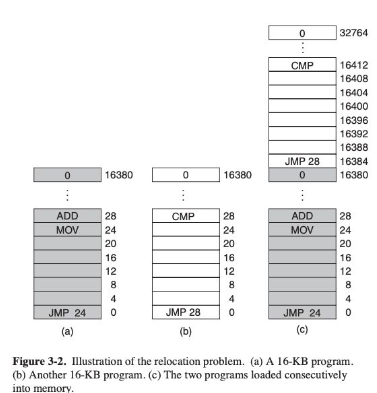 0 32764
⋮
CMP 16412
16408
16404
16400
16396
16392
16388
JMP 28 16384
0 16380 0 16380 0 16380
⋮ ⋮ ⋮
ADD 28 CMP 28 ADD 28
MOV 24 24 MOV 24
20 20 20
16 16 16
12 12 12
8 8 8
4 4 4
JMP 24 0 JMP 28 0 JMP 24 0
(a) (b) (c)
Figure 3-2. Illustration of the relocation problem. (a) A 16-KB program.
(b) Another 16-KB program. (c) The two programs loaded consecutively
into memory.